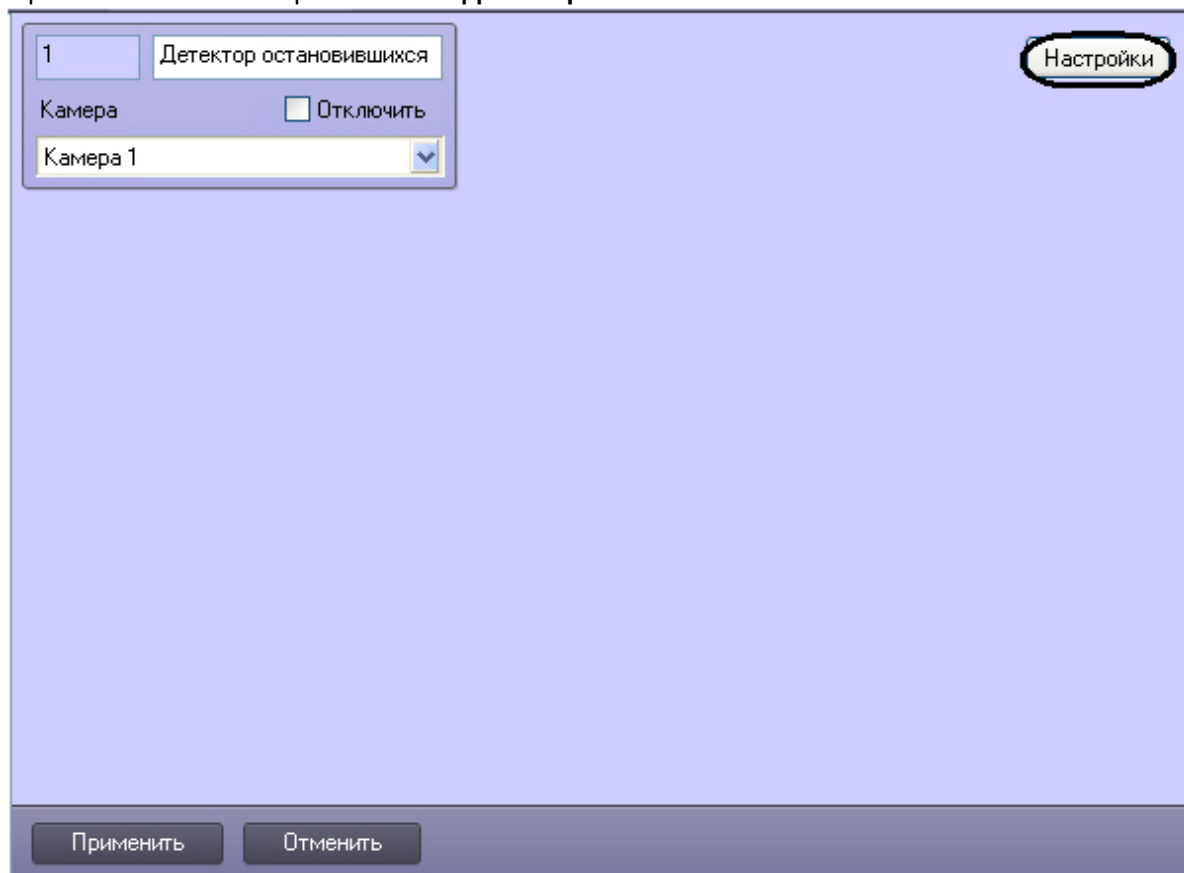 1
Детектор остановившихся
Настройки
Камера
Отключить
Камера 1
Применить
Отменить